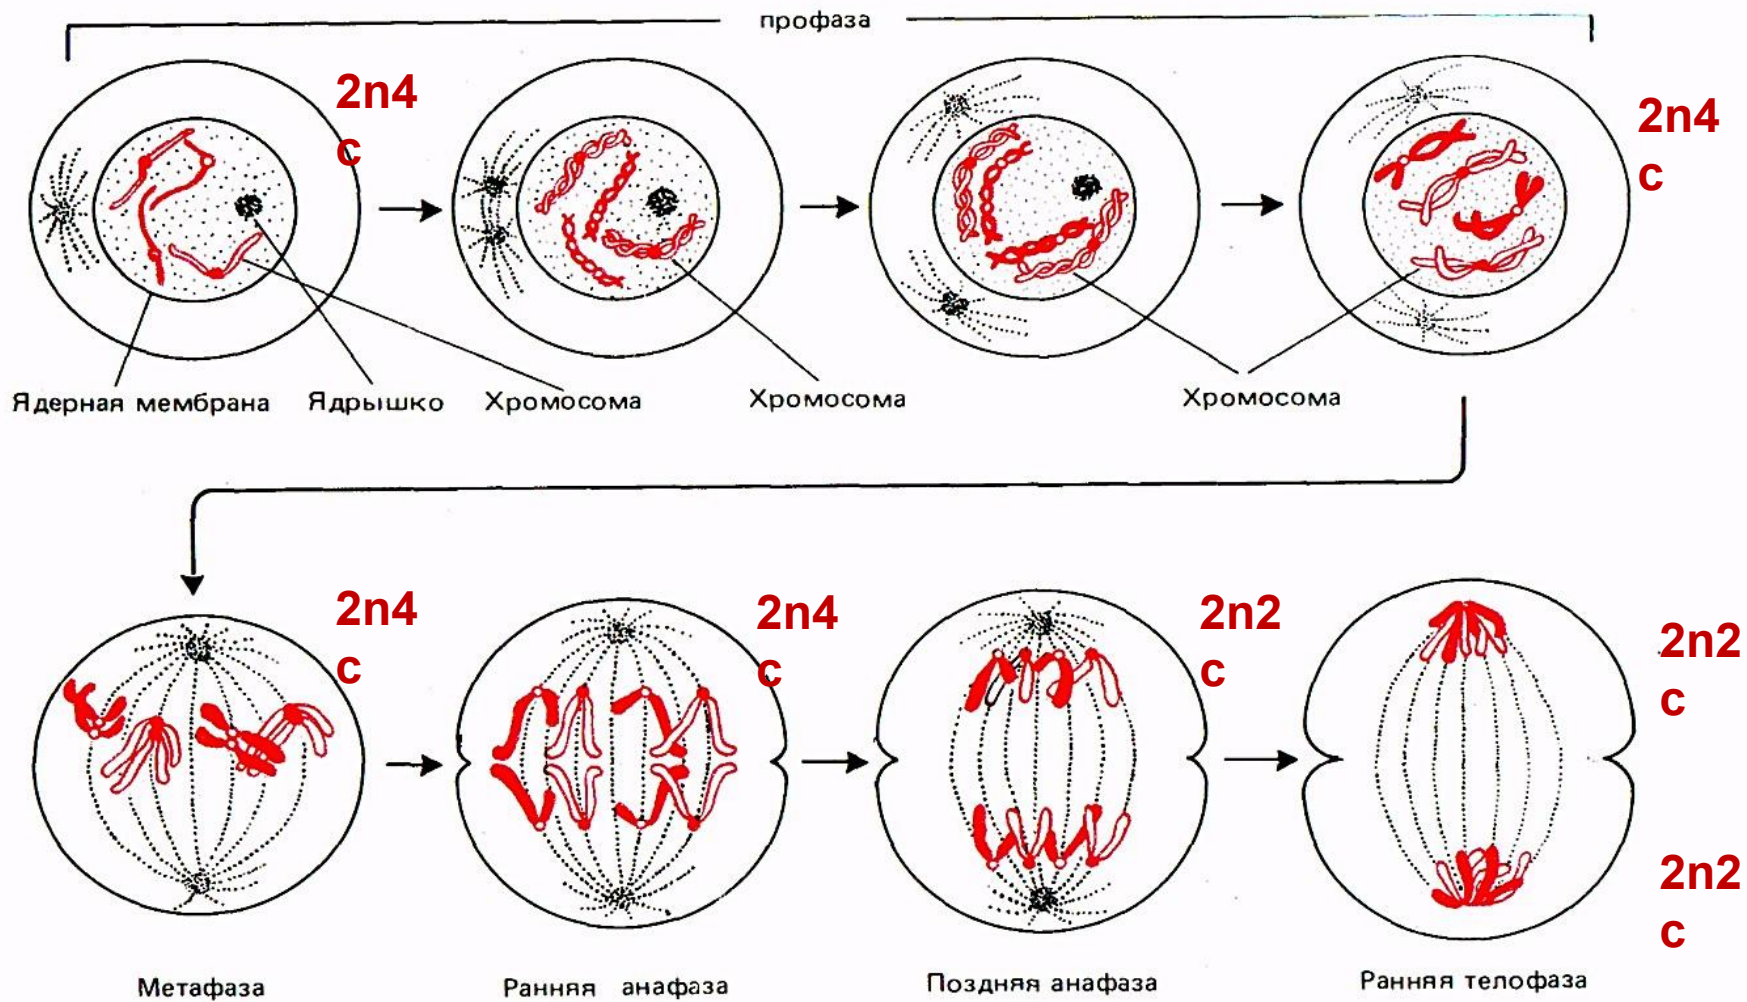 профаза
2n4
с
2n4
с
Ядерная мембрана
Ядрышко
Хромосома
Хромосома
Хромосома
2n4
с
2n4
с
2n2
с
2n2
с
2n2
с
Метафаза
Ранняя анафаза
Поздняя анафаза
Ранняя телофаза